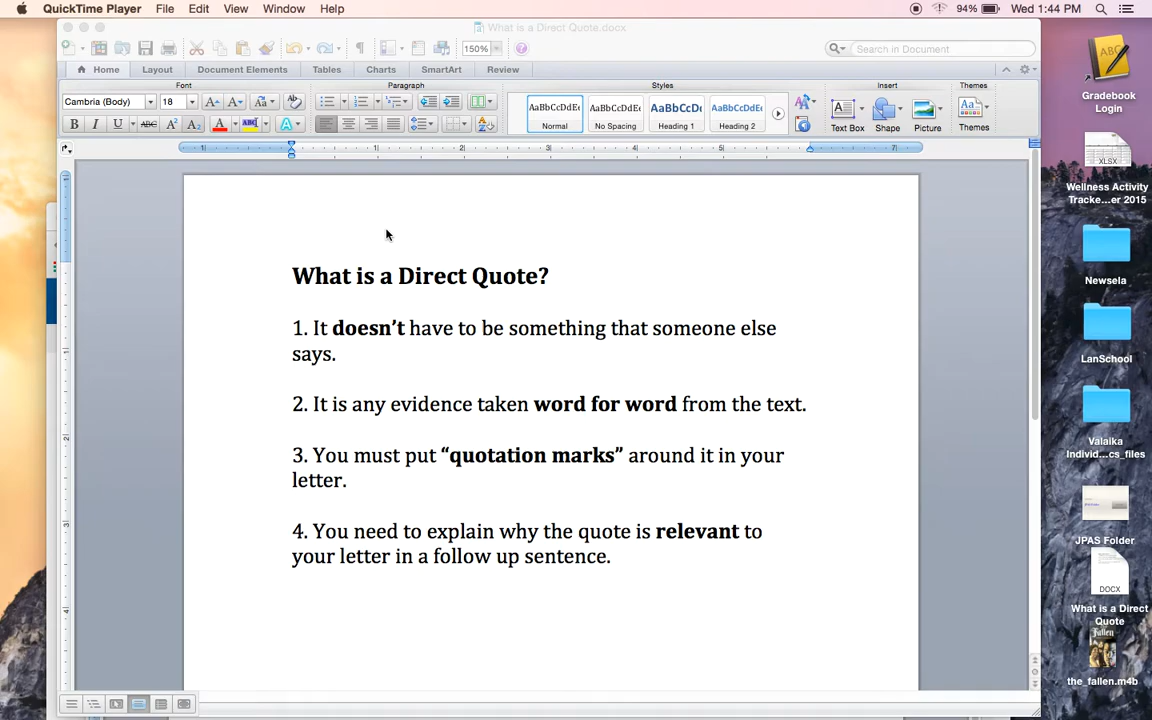 QuickTime Player File Edit View Window Help 94% Wed 1:44 PM
What is a Direct Quote.docx
150% Search in Document
Home Layout Document Elements Tables Charts SmartArt Review
Font Paragraph Styles Insert Themes
Cambria (Body) 18 AaBbCcDdEe AaBbCcDdEe AaBbCcDc AaBbCcDdEe
Normal No Spacing Heading 1 Heading 2 Text Box Shape Picture Themes
What is a Direct Quote?
1. It doesn’t have to be something that someone else
says.
2. It is any evidence taken word for word from the text.
3. You must put “quotation marks” around it in your
letter.
4. You need to explain why the quote is relevant to
your letter in a follow up sentence.
Gradebook
Login
XLSX
Wellness Activity
Tracke...er 2015
Newsela
LanSchool
Valaika
Individ...cs_files
JPAS Folder
DOCX
What is a Direct
Quote
Fallen
the_fallen.m4b